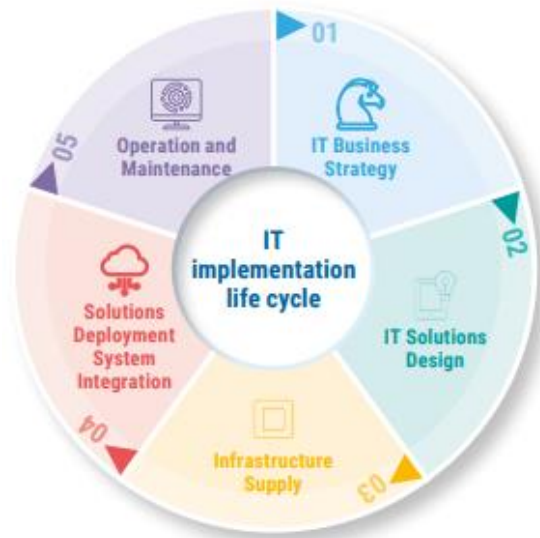 01
IT Business
Strategy
02
IT Solutions
Design
03
Infrastructure
Supply
04
Solutions
Deployment
System
Integration
05
Operation and
Maintenance
IT
implementation
life cycle